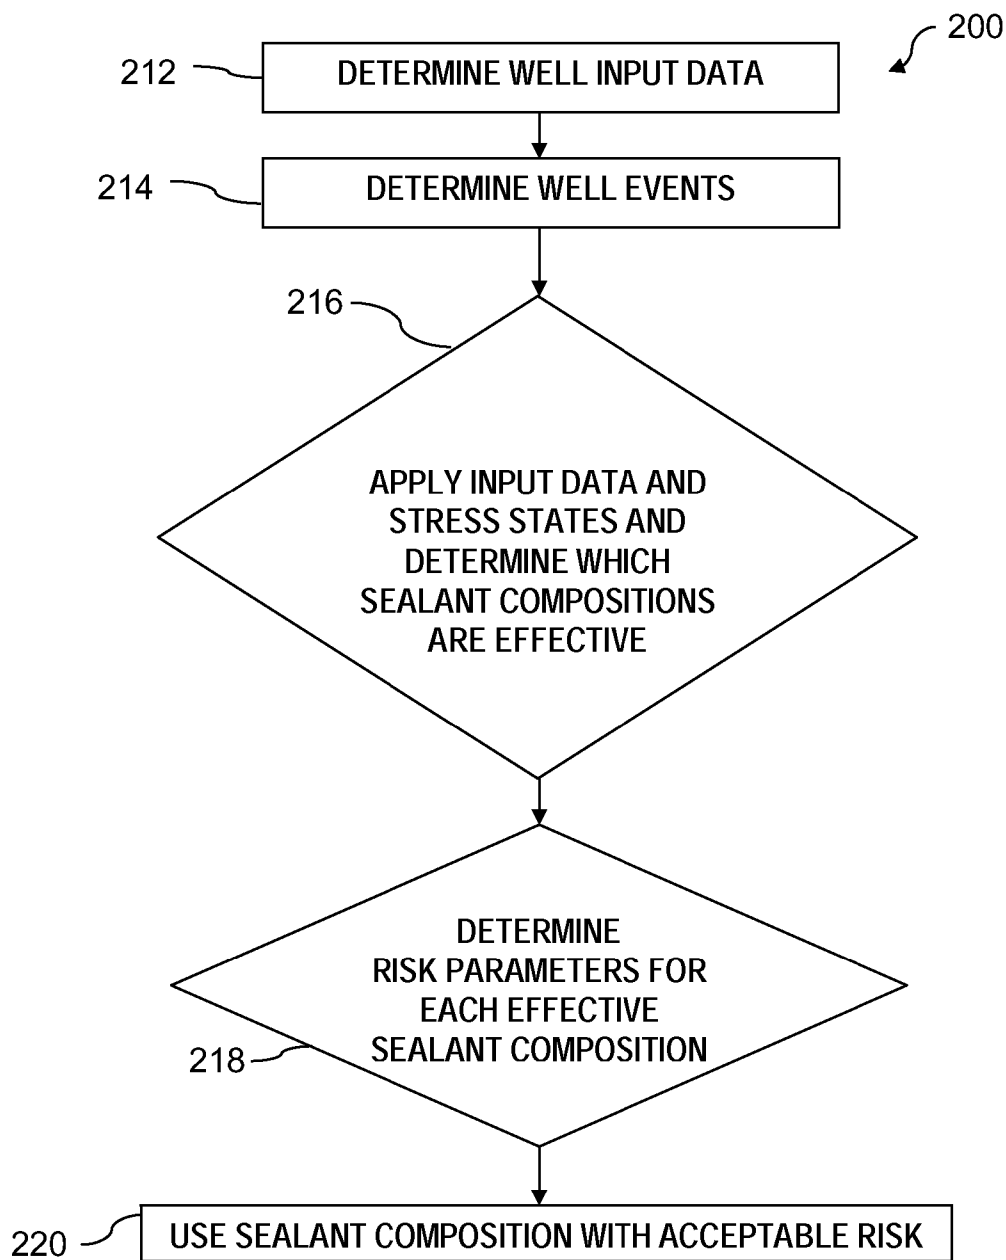 200
212
DETERMINE WELL INPUT DATA
214
DETERMINE WELL EVENTS
216
APPLY INPUT DATA AND
STRESS STATES AND
DETERMINE WHICH
SEALANT COMPOSITIONS
ARE EFFECTIVE
DETERMINE
RISK PARAMETERS FOR
EACH EFFECTIVE
SEALANT COMPOSITION
218
220
USE SEALANT COMPOSITION WITH ACCEPTABLE RISK